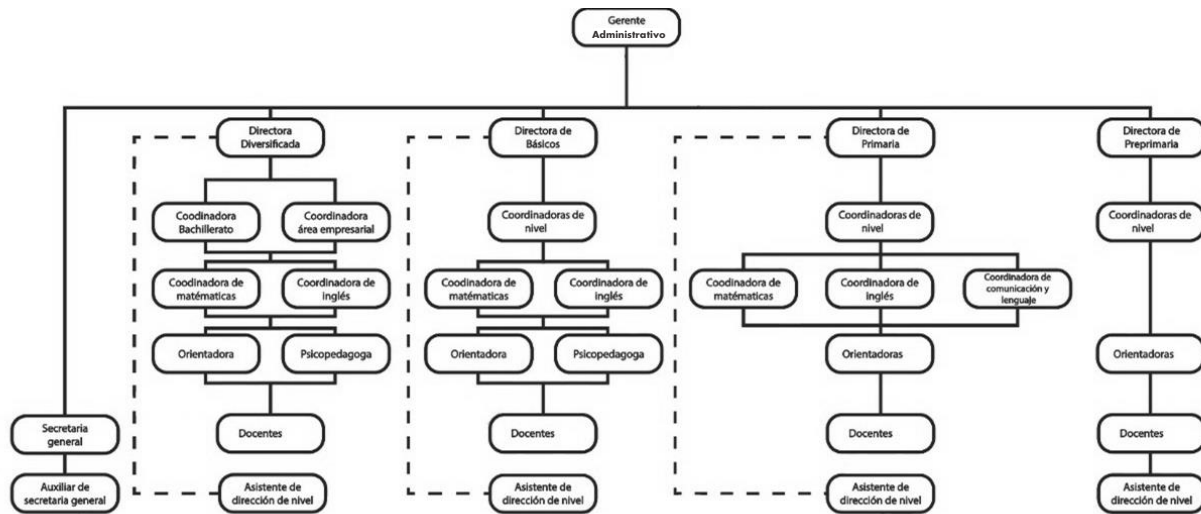 Gerente
Administrativo
Directora
Diversificada
Directora de
Básicos
Directora de
Primaria
Directora de
Preprimaria
Coodinadora
Bachillerato
Coordinadora
área empresarial
Coordinadoras
de nivel
Coordinadoras de
nivel
Coordinadoras
de nivel
Coodinadora de
matématicas
Coordinadora de
inglés
Coodinadora de
matématicas
Coordinadora de
inglés
Coodinadora de
matématicas
Coordinadora de
inglés
Coordinadora de
comunicación y
lenguaje
Orientadora
Psicopedagoga
Orientadora
Psicopedagoga
Orientadoras
Orientadoras
Secretaria
general
Docentes
Docentes
Docentes
Docentes
Auxiliar de
secretaria general
Asistente de
dirección de nivel
Asistente de
dirección de nivel
Asistente de
dirección de nivel
Asistente de
dirección de nivel